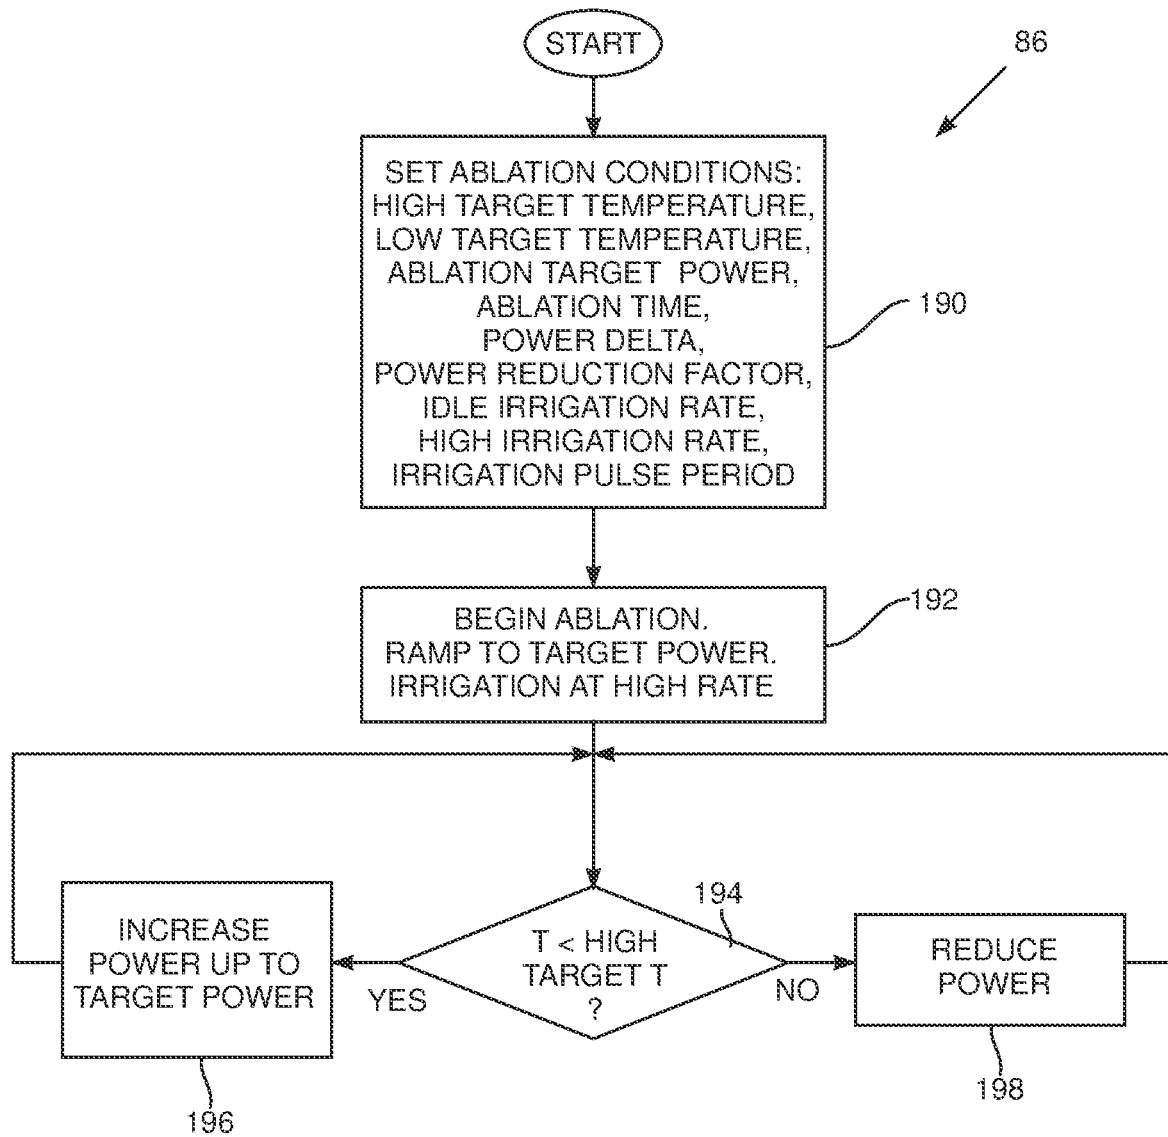 START
86
SET ABLATION CONDITIONS:
HIGH TARGET TEMPERATURE,
LOW TARGET TEMPERATURE,
ABLATION TARGET POWER,
ABLATION TIME,
POWER DELTA,
POWER REDUCTION FACTOR,
IDLE IRRIGATION RATE,
HIGH IRRIGATION RATE,
IRRIGATION PULSE PERIOD
190
BEGIN ABLATION.
RAMP TO TARGET POWER.
IRRIGATION AT HIGH RATE
192
INCREASE
POWER UP TO
TARGET POWER
196
YES
T < HIGH
TARGET T
?
194
NO
REDUCE
POWER
198